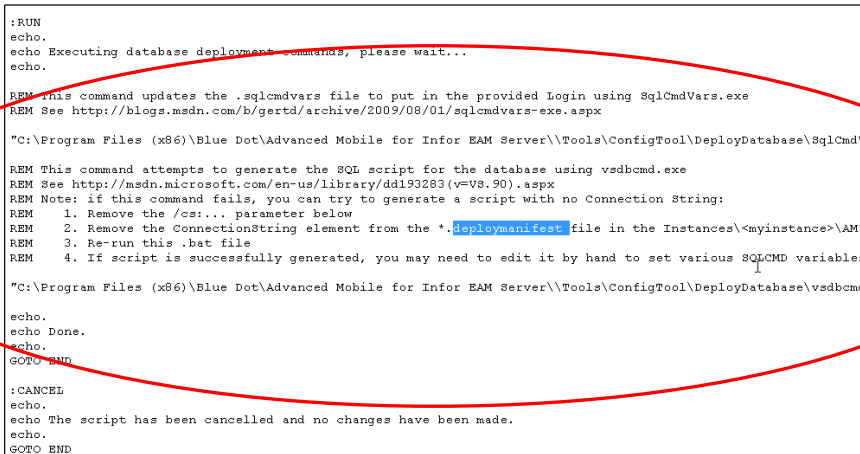 :RUN
echo.
echo Executing database deployment commands, please wait...
echo.
REM This command updates the .sqlcmdvars file to put in the provided Login using SqlCmdVars.exe
REM See http://blogs.msdn.com/b/gertd/archive/2009/08/01/sqlcmdvars-exe.aspx
"C:\Program Files (x86)\Blue Dot\Advanced Mobile for Infor EAM Server\\Tools\ConfigTool\DeployDatabase\SqlCmd
REM This command attempts to generate the SQL script for the database using vsdbcmd.exe
REM See http://msdn.microsoft.com/en-us/library/dd193283(v=VS.90).aspx
REM Note: if this command fails, you can try to generate a script with no Connection String:
REM    1. Remove the /cs:... parameter below
REM    2. Remove the ConnectionString element from the *.deploymanifest file in the Instances\<myinstance>\AM
REM    3. Re-run this .bat file
REM    4. If script is successfully generated, you may need to edit it by hand to set various SQLCMD variable
"C:\Program Files (x86)\Blue Dot\Advanced Mobile for Infor EAM Server\\Tools\ConfigTool\DeployDatabase\vsdbcm
echo.
echo Done.
echo.
GOTO END
:CANCEL
echo.
echo The script has been cancelled and no changes have been made.
echo.
GOTO END